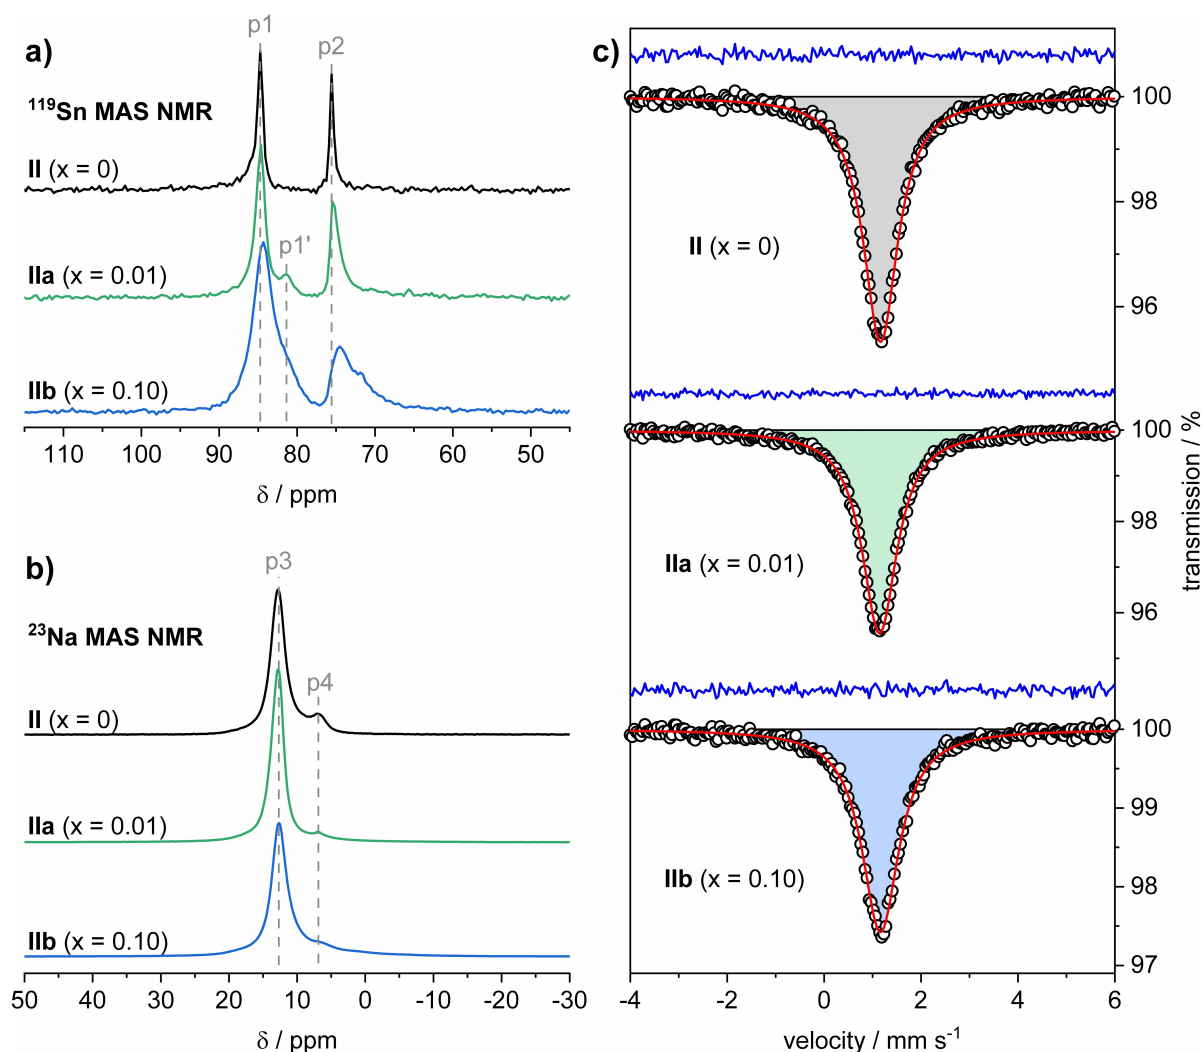 a)
p1
p2
¹¹⁹Sn MAS NMR
II (x = 0)
p1'
IIa (x = 0.01)
IIb (x = 0.10)
110 100 90 80 70 60 50
δ / ppm
b)
p3
²³Na MAS NMR
p4
II (x = 0)
IIa (x = 0.01)
IIb (x = 0.10)
50 40 30 20 10 0 -10 -20 -30
δ / ppm
c)
100
98
II (x = 0)
96
100
98
IIa (x = 0.01)
96
100
99
IIb (x = 0.10)
98
97
transmission / %
-4 -2 0 2 4 6
velocity / mm s⁻¹